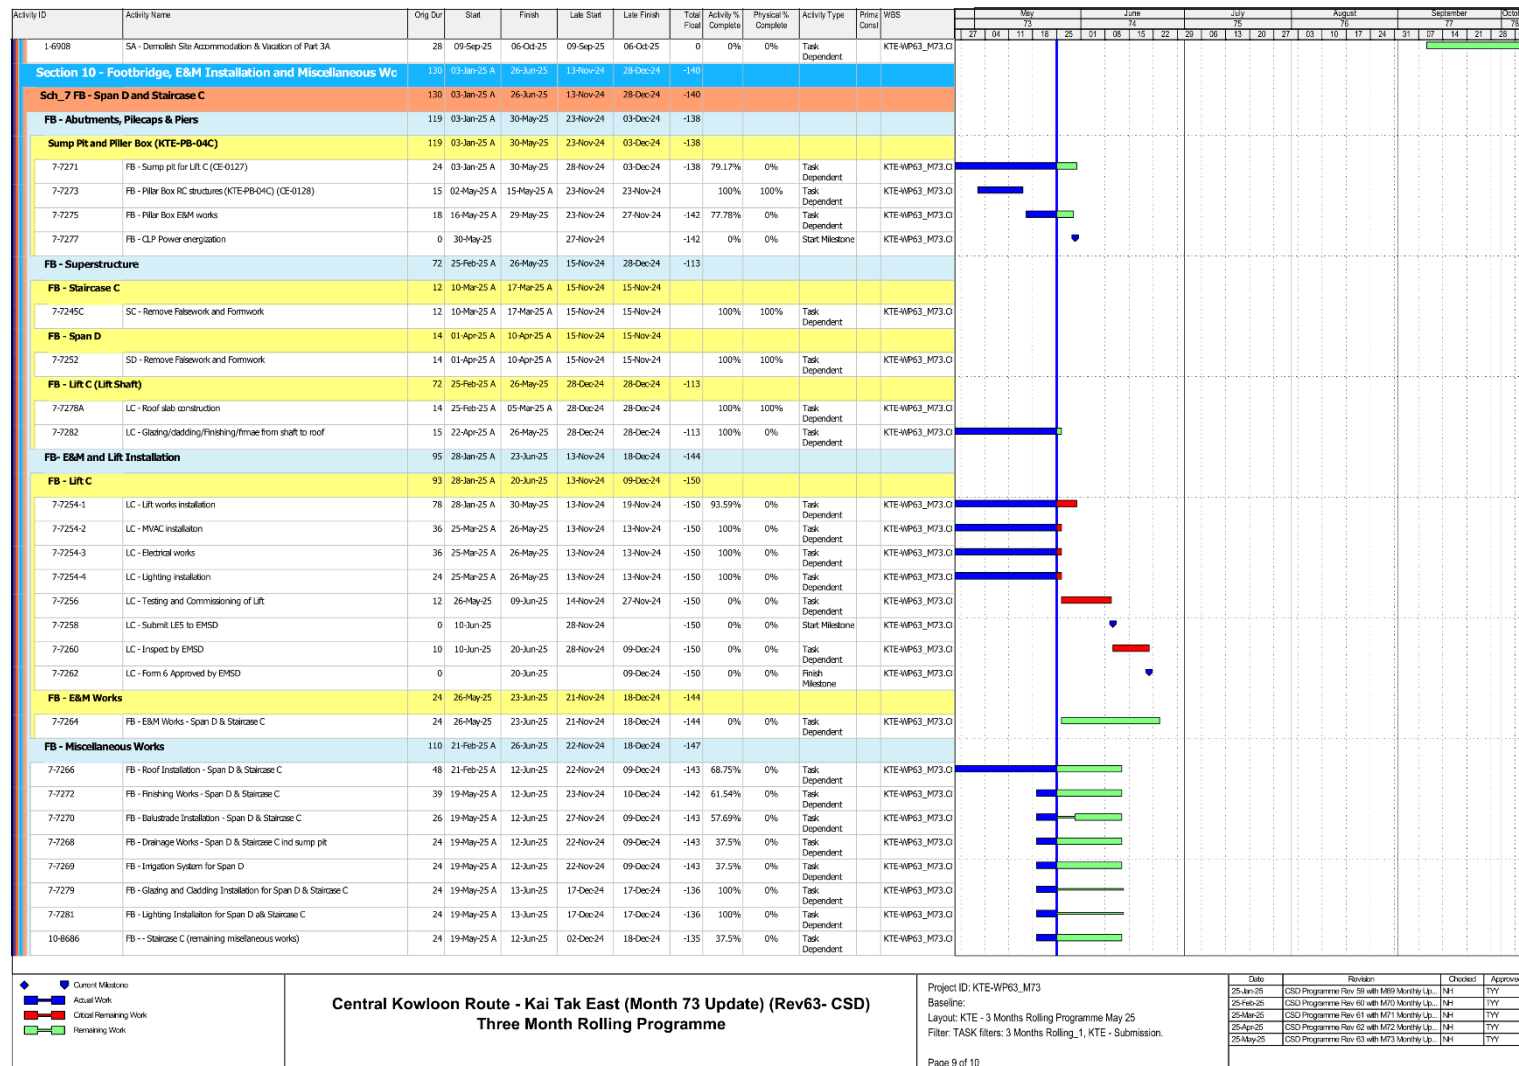 Activity ID Activity Name Orig Dur Start Finish Late Start Late Finish Total Float Activity % Complete Physical % Complete Activity Type Prima Const WBS
May June July August September Octo
73 74 75 76 77 78
27 04 11 18 25 01 08 15 22 29 06 13 20 27 03 10 17 24 31 07 14 21 28
1-6908 SA - Demolish Site Accommodation & Vacation of Part 3A 28 09-Sep-25 06-Oct-25 09-Sep-25 06-Oct-25 0 0% 0% Task Dependent KTE-WP63_M73.Cl
Section 10 - Footbridge, E&M Installation and Miscellaneous Wo 130 03-Jan-25 A 26-Jun-25 13-Nov-24 28-Dec-24 -140
Sch_7 FB - Span D and Staircase C 130 03-Jan-25 A 26-Jun-25 13-Nov-24 28-Dec-24 -140
FB - Abutments, Pilecaps & Piers 119 03-Jan-25 A 30-May-25 23-Nov-24 03-Dec-24 -138
Sump Pit and Piller Box (KTE-PB-04C) 119 03-Jan-25 A 30-May-25 23-Nov-24 03-Dec-24 -138
7-7271 FB - Sump pit for Lift C (CE-0127) 24 03-Jan-25 A 30-May-25 28-Nov-24 03-Dec-24 -138 79.17% 0% Task Dependent KTE-WP63_M73.Cl
7-7273 FB - Pillar Box RC structures (KTE-PB-04C) (CE-0128) 15 02-May-25 A 15-May-25 A 23-Nov-24 23-Nov-24 100% 100% Task Dependent KTE-WP63_M73.Cl
7-7275 FB - Pillar Box E&M works 18 16-May-25 A 29-May-25 23-Nov-24 27-Nov-24 -142 77.78% 0% Task Dependent KTE-WP63_M73.Cl
7-7277 FB - CLP Power energization 0 30-May-25 27-Nov-24 -142 0% 0% Start Milestone KTE-WP63_M73.Cl
FB - Superstructure 72 25-Feb-25 A 26-May-25 15-Nov-24 28-Dec-24 -113
FB - Staircase C 12 10-Mar-25 A 17-Mar-25 A 15-Nov-24 15-Nov-24
7-7245C SC - Remove Falsework and Formwork 12 10-Mar-25 A 17-Mar-25 A 15-Nov-24 15-Nov-24 100% 100% Task Dependent KTE-WP63_M73.Cl
FB - Span D 14 01-Apr-25 A 10-Apr-25 A 15-Nov-24 15-Nov-24
7-7252 SD - Remove Falsework and Formwork 14 01-Apr-25 A 10-Apr-25 A 15-Nov-24 15-Nov-24 100% 100% Task Dependent KTE-WP63_M73.Cl
FB - Lift C (Lift Shaft) 72 25-Feb-25 A 26-May-25 28-Dec-24 28-Dec-24 -113
7-7278A LC - Roof slab construction 14 25-Feb-25 A 05-Mar-25 A 28-Dec-24 28-Dec-24 100% 100% Task Dependent KTE-WP63_M73.Cl
7-7282 LC - Glazing/cladding/Finishing/frmae from shaft to roof 15 22-Apr-25 A 26-May-25 28-Dec-24 28-Dec-24 -113 100% 0% Task Dependent KTE-WP63_M73.Cl
FB- E&M and Lift Installation 95 28-Jan-25 A 23-Jun-25 13-Nov-24 18-Dec-24 -144
FB - Lift C 93 28-Jan-25 A 20-Jun-25 13-Nov-24 09-Dec-24 -150
7-7254-1 LC - Lift works installation 78 28-Jan-25 A 30-May-25 13-Nov-24 19-Nov-24 -150 93.59% 0% Task Dependent KTE-WP63_M73.Cl
7-7254-2 LC - MVAC installaiton 36 25-Mar-25 A 26-May-25 13-Nov-24 13-Nov-24 -150 100% 0% Task Dependent KTE-WP63_M73.Cl
7-7254-3 LC - Electrical works 36 25-Mar-25 A 26-May-25 13-Nov-24 13-Nov-24 -150 100% 0% Task Dependent KTE-WP63_M73.Cl
7-7254-4 LC - Lighting installation 24 25-Mar-25 A 26-May-25 13-Nov-24 13-Nov-24 -150 100% 0% Task Dependent KTE-WP63_M73.Cl
7-7256 LC - Testing and Commissioning of Lift 12 26-May-25 09-Jun-25 14-Nov-24 27-Nov-24 -150 0% 0% Task Dependent KTE-WP63_M73.Cl
7-7258 LC - Submit LE5 to EMSD 0 10-Jun-25 28-Nov-24 -150 0% 0% Start Milestone KTE-WP63_M73.Cl
7-7260 LC - Inspect by EMSD 10 10-Jun-25 20-Jun-25 28-Nov-24 09-Dec-24 -150 0% 0% Task Dependent KTE-WP63_M73.Cl
7-7262 LC - Form 6 Approved by EMSD 0 20-Jun-25 09-Dec-24 -150 0% 0% Finish Milestone KTE-WP63_M73.Cl
FB - E&M Works 24 26-May-25 23-Jun-25 21-Nov-24 18-Dec-24 -144
7-7264 FB - E&M Works - Span D & Staircase C 24 26-May-25 23-Jun-25 21-Nov-24 18-Dec-24 -144 0% 0% Task Dependent KTE-WP63_M73.Cl
FB - Miscellaneous Works 110 21-Feb-25 A 26-Jun-25 22-Nov-24 18-Dec-24 -147
7-7266 FB - Roof Installation - Span D & Staircase C 48 21-Feb-25 A 12-Jun-25 22-Nov-24 09-Dec-24 -143 68.75% 0% Task Dependent KTE-WP63_M73.Cl
7-7272 FB - Finishing Works - Span D & Staircase C 39 19-May-25 A 12-Jun-25 23-Nov-24 10-Dec-24 -142 61.54% 0% Task Dependent KTE-WP63_M73.Cl
7-7270 FB - Balustrade Installation - Span D & Staircase C 26 19-May-25 A 12-Jun-25 27-Nov-24 09-Dec-24 -143 57.69% 0% Task Dependent KTE-WP63_M73.Cl
7-7268 FB - Drainage Works - Span D & Staircase C ind sump pit 24 19-May-25 A 12-Jun-25 22-Nov-24 09-Dec-24 -143 37.5% 0% Task Dependent KTE-WP63_M73.Cl
7-7269 FB - Irrigation System for Span D 24 19-May-25 A 12-Jun-25 22-Nov-24 09-Dec-24 -143 37.5% 0% Task Dependent KTE-WP63_M73.Cl
7-7279 FB - Glazing and Cladding Installation for Span D & Staircase C 24 19-May-25 A 13-Jun-25 17-Dec-24 17-Dec-24 -136 100% 0% Task Dependent KTE-WP63_M73.Cl
7-7281 FB - Lighting Installaiton for Span D a& Staircase C 24 19-May-25 A 13-Jun-25 17-Dec-24 17-Dec-24 -136 100% 0% Task Dependent KTE-WP63_M73.Cl
10-8686 FB - - Staircase C (remaining misellaneous works) 24 19-May-25 A 12-Jun-25 02-Dec-24 18-Dec-24 -135 37.5% 0% Task Dependent KTE-WP63_M73.Cl
Current Milestone
Actual Work
Critical Remaining Work
Remaining Work
Central Kowloon Route - Kai Tak East (Month 73 Update) (Rev63- CSD)
Three Month Rolling Programme
Project ID: KTE-WP63_M73
Baseline:
Layout: KTE - 3 Months Rolling Programme May 25
Filter: TASK filters: 3 Months Rolling_1, KTE - Submission.
Page 9 of 10
Date Revision Checked Approved
25-Jan-25 CSD Programme Rev 59 with M69 Monthly Up... NH TYY
25-Feb-25 CSD Programme Rev 60 with M70 Monthly Up... NH TYY
25-Mar-25 CSD Programme Rev 61 with M71 Monthly Up... NH TYY
25-Apr-25 CSD Programme Rev 62 with M72 Monthly Up... NH TYY
25-May-25 CSD Programme Rev 63 with M73 Monthly Up... NH TYY